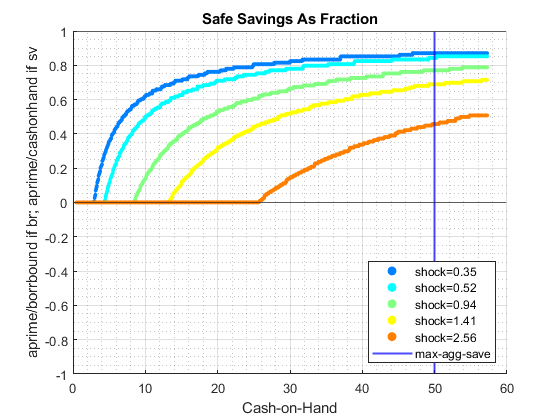 Safe Savings As Fraction
aprime/borrbound if br; aprime/cashonhand if sv
1
0.8
0.6
0.4
0.2
0
-0.2
-0.4
-0.6
-0.8
-1
0 10 20 30 40 50 60
Cash-on-Hand
shock=0.35
shock=0.52
shock=0.94
shock=1.41
shock=2.56
max-agg-save